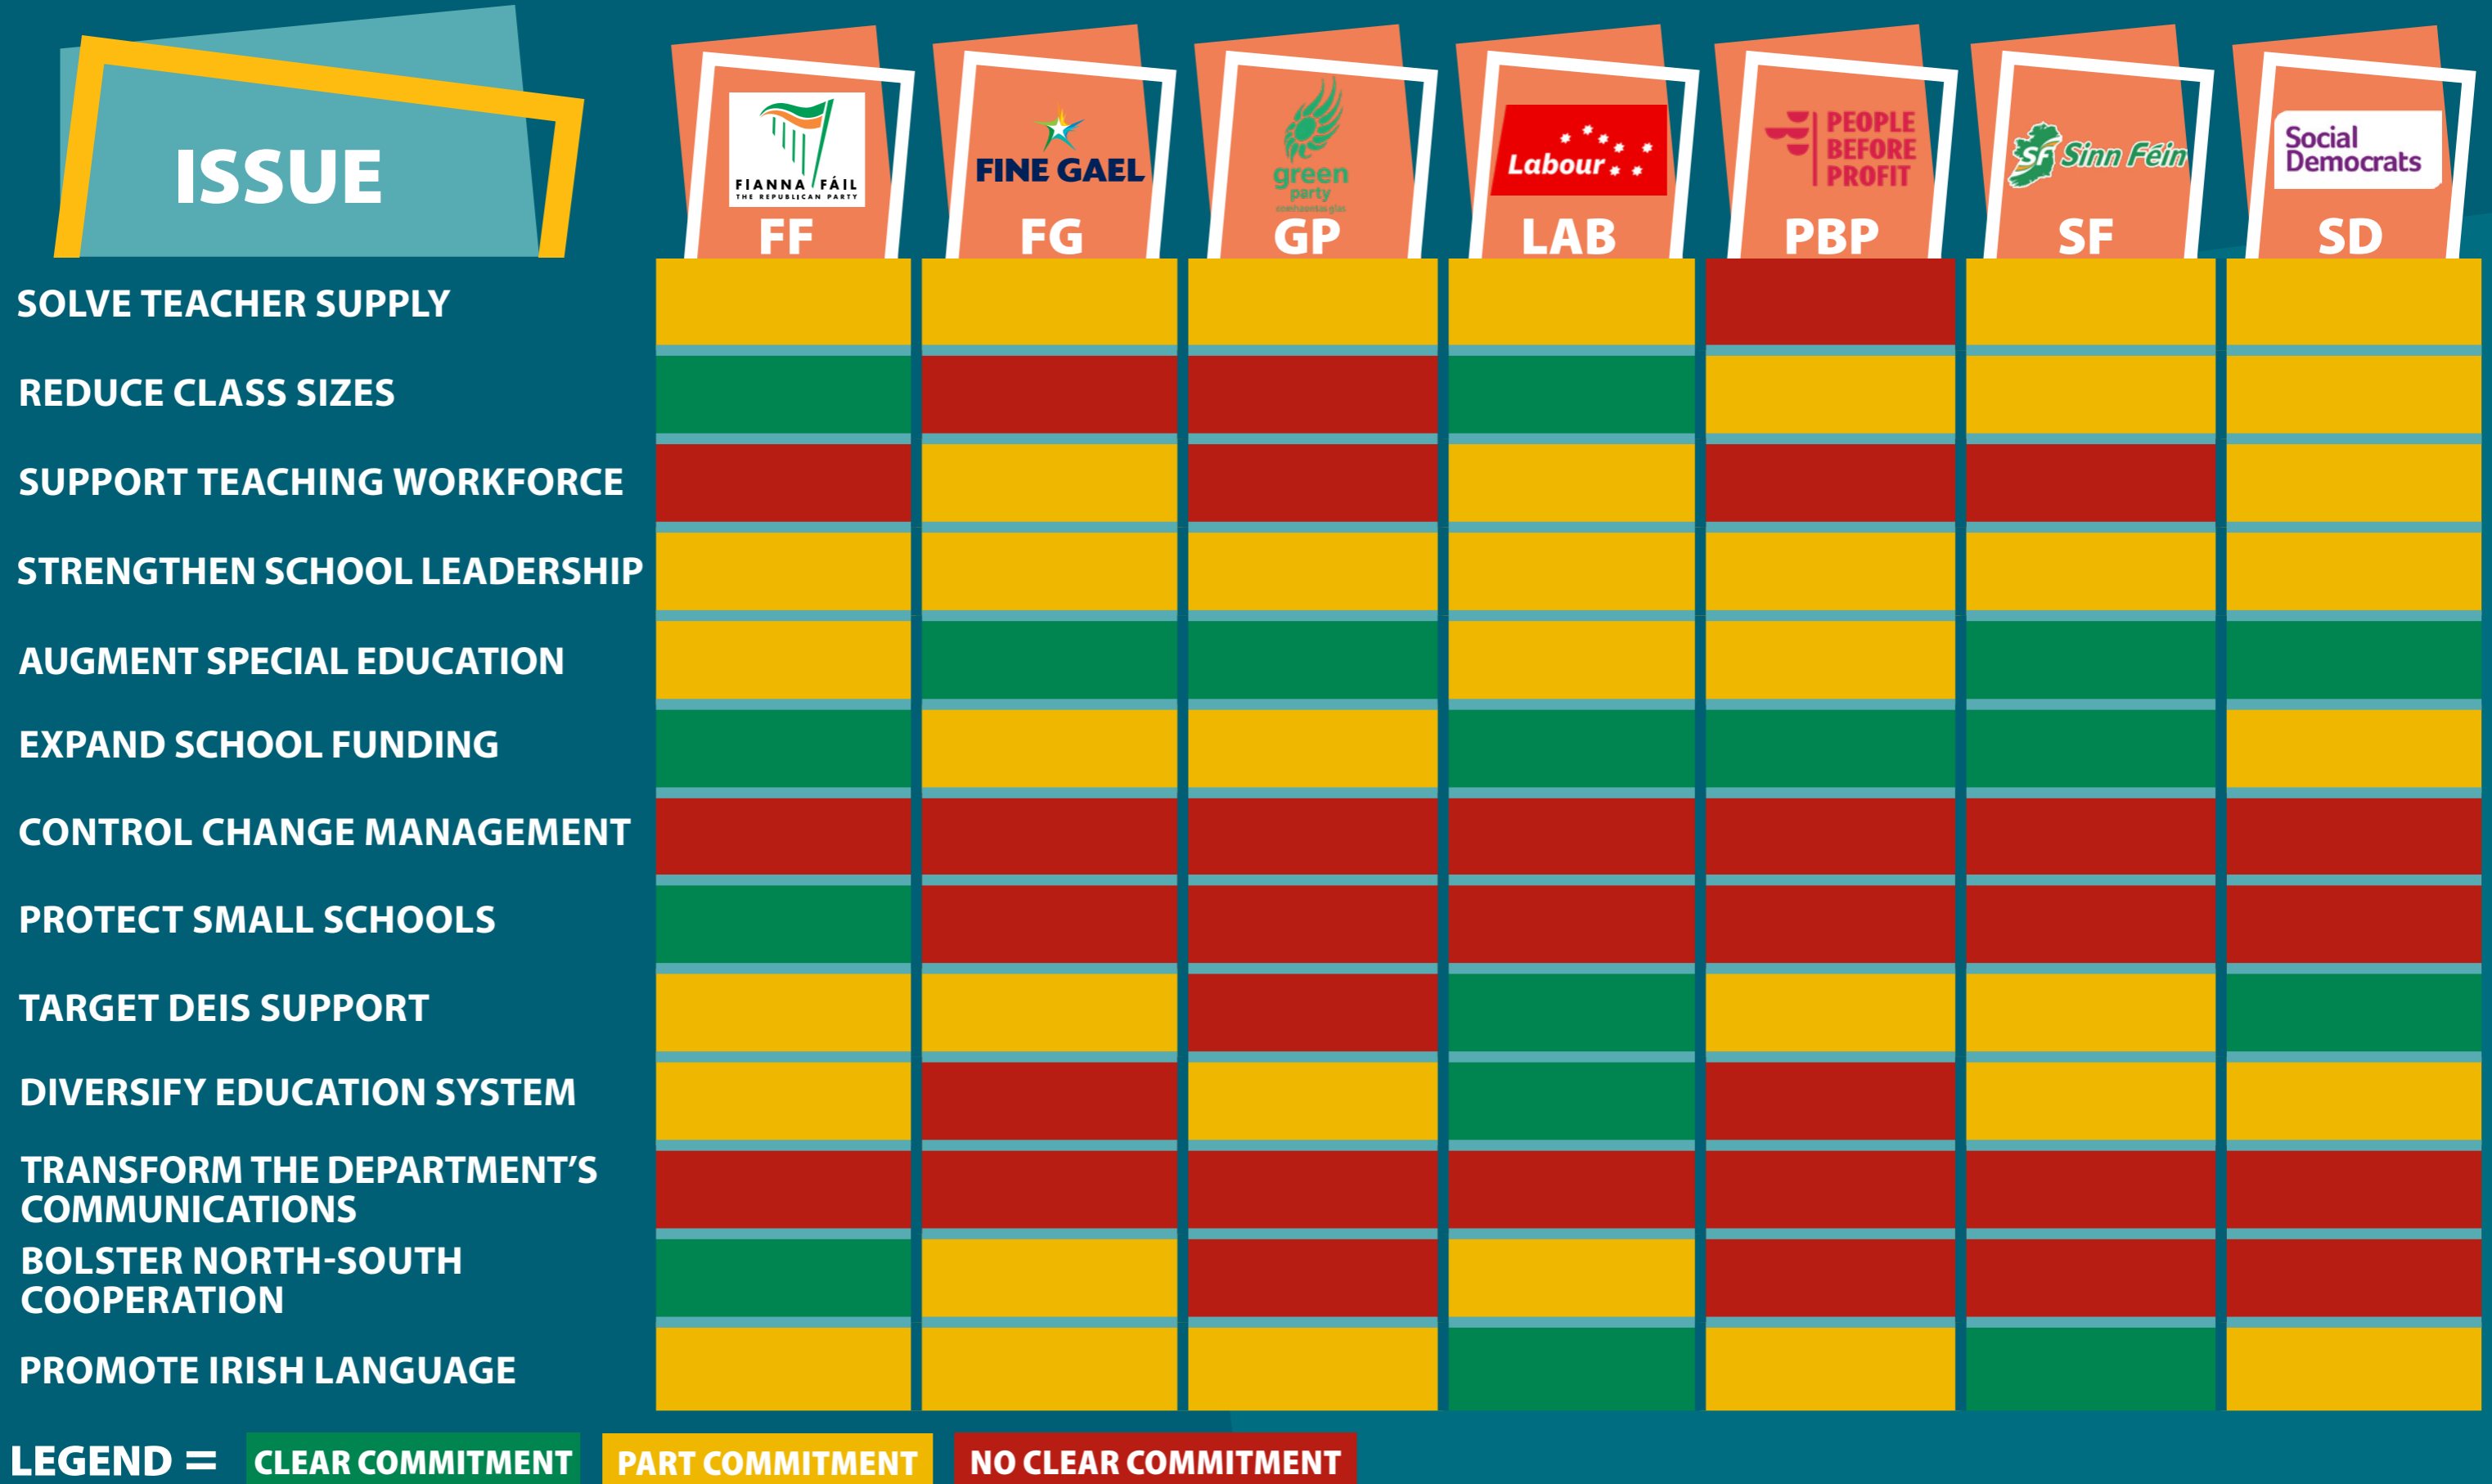 ISSUE
FIANNA FÁIL
THE REPUBLICAN PARTY
FF
FINE GAEL
FG
green
party
comhaontas glas
GP
Labour
LAB
PEOPLE
BEFORE
PROFIT
PBP
SF Sinn Féin
SF
Social
Democrats
SD
SOLVE TEACHER SUPPLY
REDUCE CLASS SIZES
SUPPORT TEACHING WORKFORCE
STRENGTHEN SCHOOL LEADERSHIP
AUGMENT SPECIAL EDUCATION
EXPAND SCHOOL FUNDING
CONTROL CHANGE MANAGEMENT
PROTECT SMALL SCHOOLS
TARGET DEIS SUPPORT
DIVERSIFY EDUCATION SYSTEM
TRANSFORM THE DEPARTMENT’S
COMMUNICATIONS
BOLSTER NORTH-SOUTH
COOPERATION
PROMOTE IRISH LANGUAGE
LEGEND = CLEAR COMMITMENT PART COMMITMENT NO CLEAR COMMITMENT